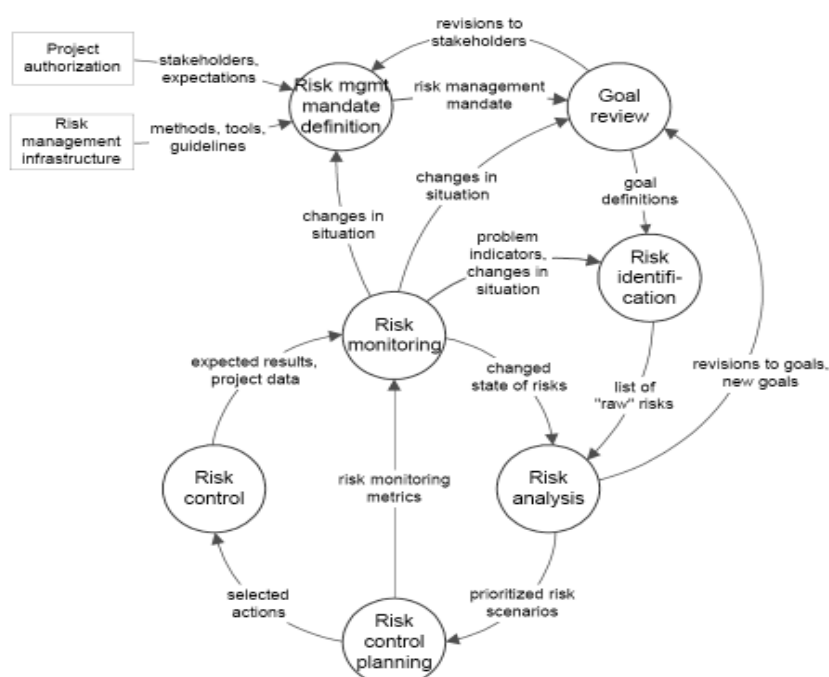 Project
authorization
stakeholders,
expectations
Risk
management
infrastructure
methods, tools,
guidelines
Risk mgmt
mandate
definition
revisions to
stakeholders
risk management
mandate
Goal
review
changes in
situation
changes in
situation
goal
definitions
problem
indicators,
changes in
situation
Risk
identifi-
cation
Risk
monitoring
expected results,
project data
changed
state of risks
list of
"raw" risks
revisions to goals,
new goals
Risk
control
risk monitoring
metrics
Risk
analysis
selected
actions
prioritized risk
scenarios
Risk
control
planning